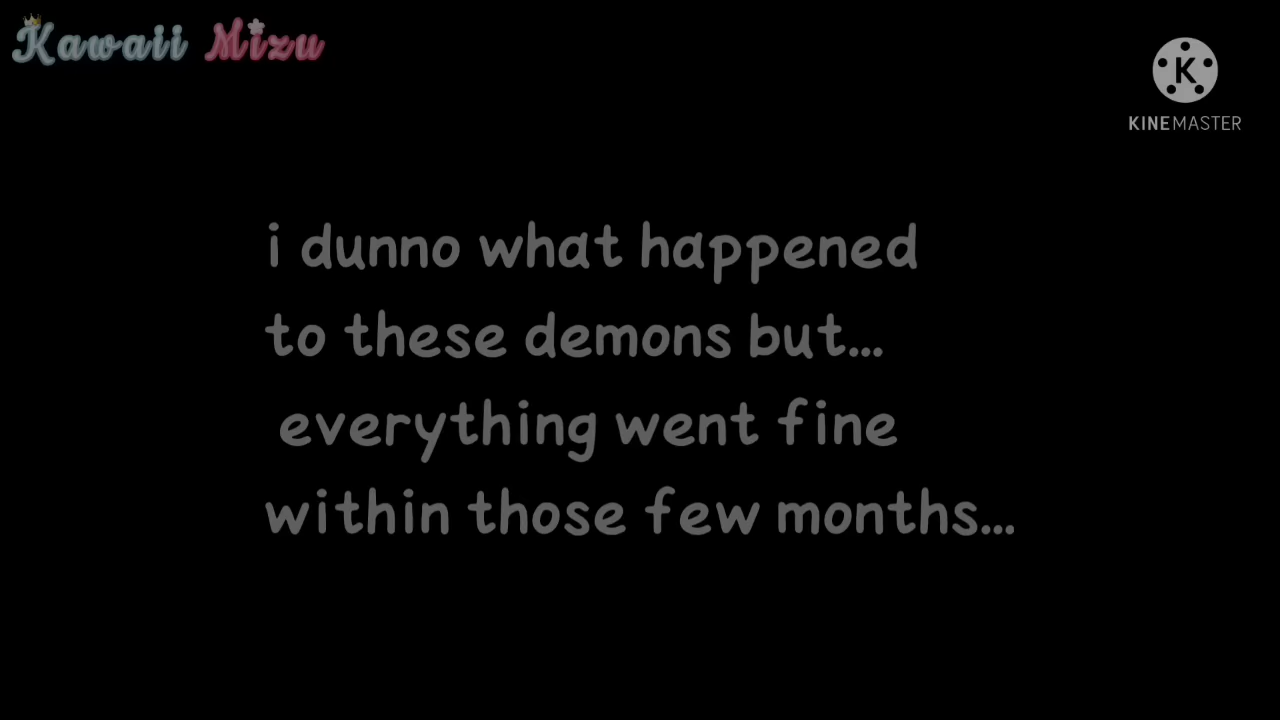 Kawaii Mizu
K
KINEMASTER
i dunno what happened
to these demons but...
everything went fine
within those few months...